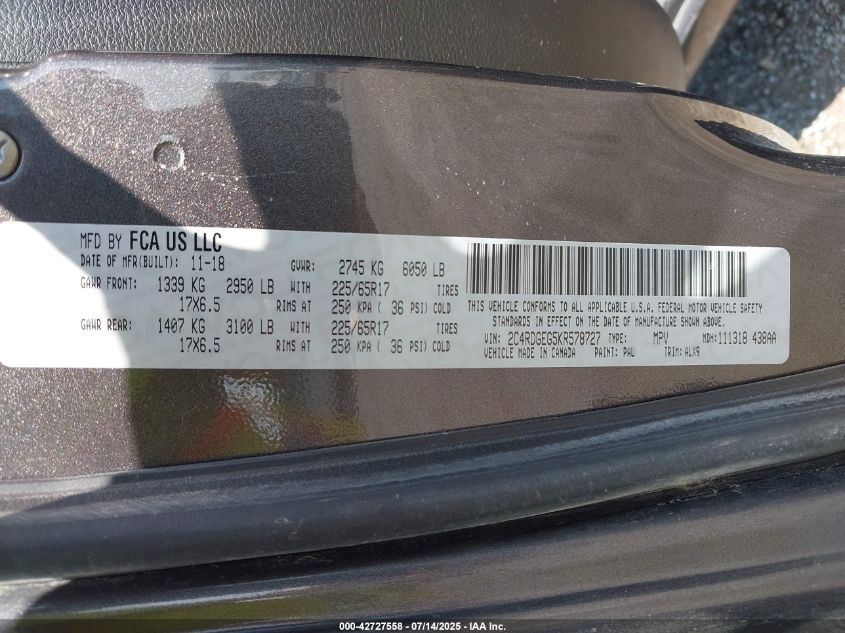 MFD BY FCA US LLC
DATE OF MFR(BUILT): 11-18 GVWR: 2745 KG 6050 LB
GAWR FRONT: 1339 KG 2950 LB WITH 225/65R17 TIRES
17X6.5 RIMS AT 250 KPA ( 36 PSI) COLD
GAWR REAR: 1407 KG 3100 LB WITH 225/65R17 TIRES
17X6.5 RIMS AT 250 KPA ( 36 PSI) COLD
THIS VEHICLE CONFORMS TO ALL APPLICABLE U.S.A. FEDERAL MOTOR VEHICLE SAFETY
STANDARDS IN EFFECT ON THE DATE OF MANUFACTURE SHOWN ABOVE.
VIN: 2C4RDGEG5KR578727 TYPE: MPV MDH: 111318 438AA
VEHICLE MADE IN CANADA PAINT: PAU TRIM: ALX9
000-42727558 - 07/14/2025 - IAA Inc.